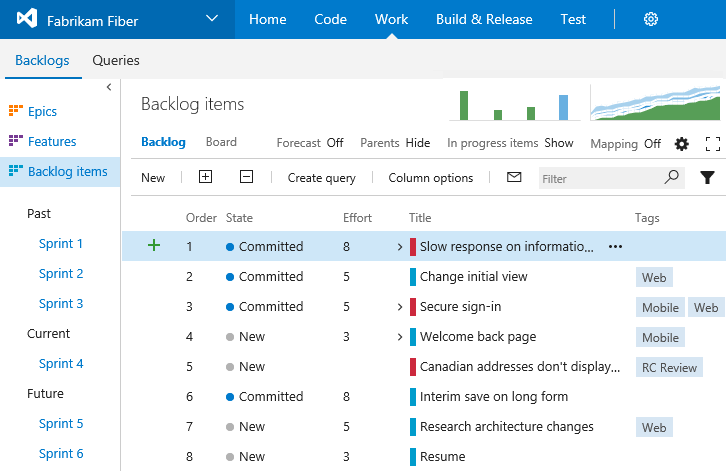 Fabrikam Fiber Home Code Work Build & Release Test
Backlogs Queries
Epics
Features
Backlog items
Past
Sprint 1
Sprint 2
Sprint 3
Current
Sprint 4
Future
Sprint 5
Sprint 6
Backlog items
Backlog Board Forecast Off Parents Hide In progress items Show Mapping Off
New Create query Column options Filter
Order State Effort Title Tags
1 Committed 8 Slow response on informatio...
2 Committed 5 Change initial view Web
3 Committed 5 Secure sign-in Mobile Web
4 New 3 Welcome back page Mobile
5 New Canadian addresses don't display... RC Review
6 Committed 8 Interim save on long form
7 New 5 Research architecture changes Web
8 New 3 Resume